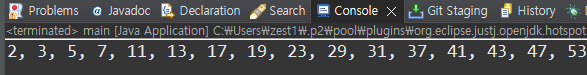 Problems Javadoc Declaration Search Console Git Staging History
<terminated> main [Java Application] C:₩Users₩zest1₩.p2₩pool₩plugins₩org.eclipse.justj.openjdk.hotspot
2, 3, 5, 7, 11, 13, 17, 19, 23, 29, 31, 37, 41, 43, 47, 53